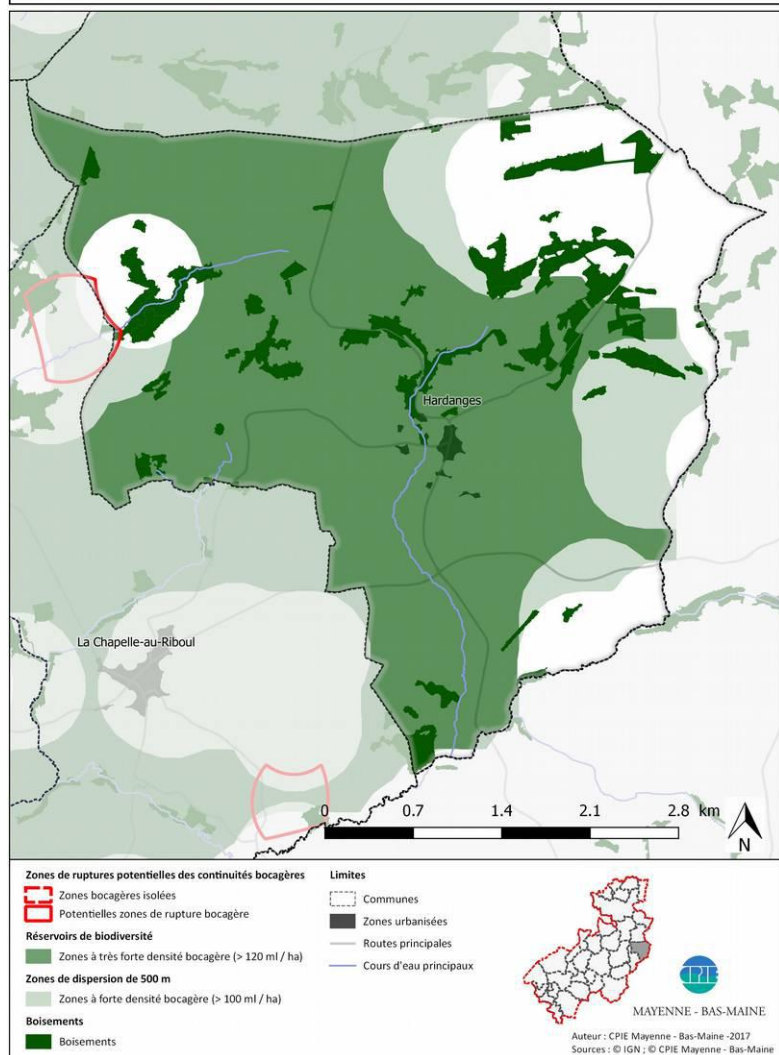 Hardanges
La Chapelle-au-Riboul
0 0.7 1.4 2.1 2.8 km
N
Zones de ruptures potentielles des continuités bocagères
Zones bocagères isolées
Potentielles zones de rupture bocagère
Réservoirs de biodiversité
Zones à très forte densité bocagère (> 120 ml / ha)
Zones de dispersion de 500 m
Zones à forte densité bocagère (> 100 ml / ha)
Boisements
Boisements
Limites
Communes
Zones urbanisées
Routes principales
Cours d'eau principaux
CPIE
MAYENNE - BAS-MAINE
Auteur : CPIE Mayenne - Bas-Maine -2017
Sources : © IGN ; © CPIE Mayenne - Bas-Maine